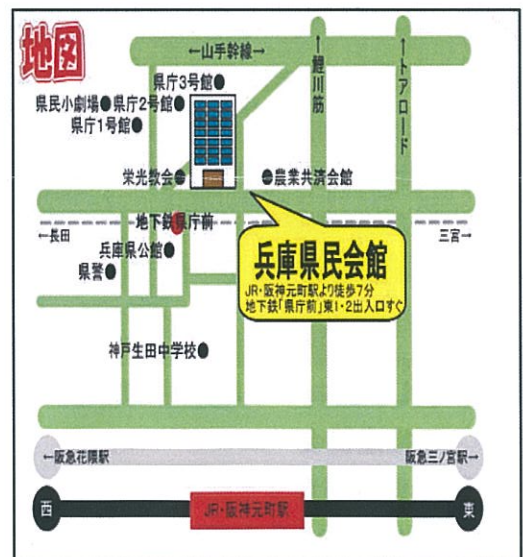 地図
←山手幹線→
↑鯉川筋
↑トアロード
県庁3号館●
県民小劇場●県庁2号館●
県庁1号館●
栄光教会●
●農業共済会館
地下鉄県庁前
←長田
三宮→
兵庫県公館●
県警●
兵庫県民会館
JR・阪神元町駅より徒歩7分
地下鉄「県庁前」東1・2出入口すぐ
神戸生田中学校●
←阪急花隈駅
阪急三ノ宮駅→
西
JR・阪神元町駅
東